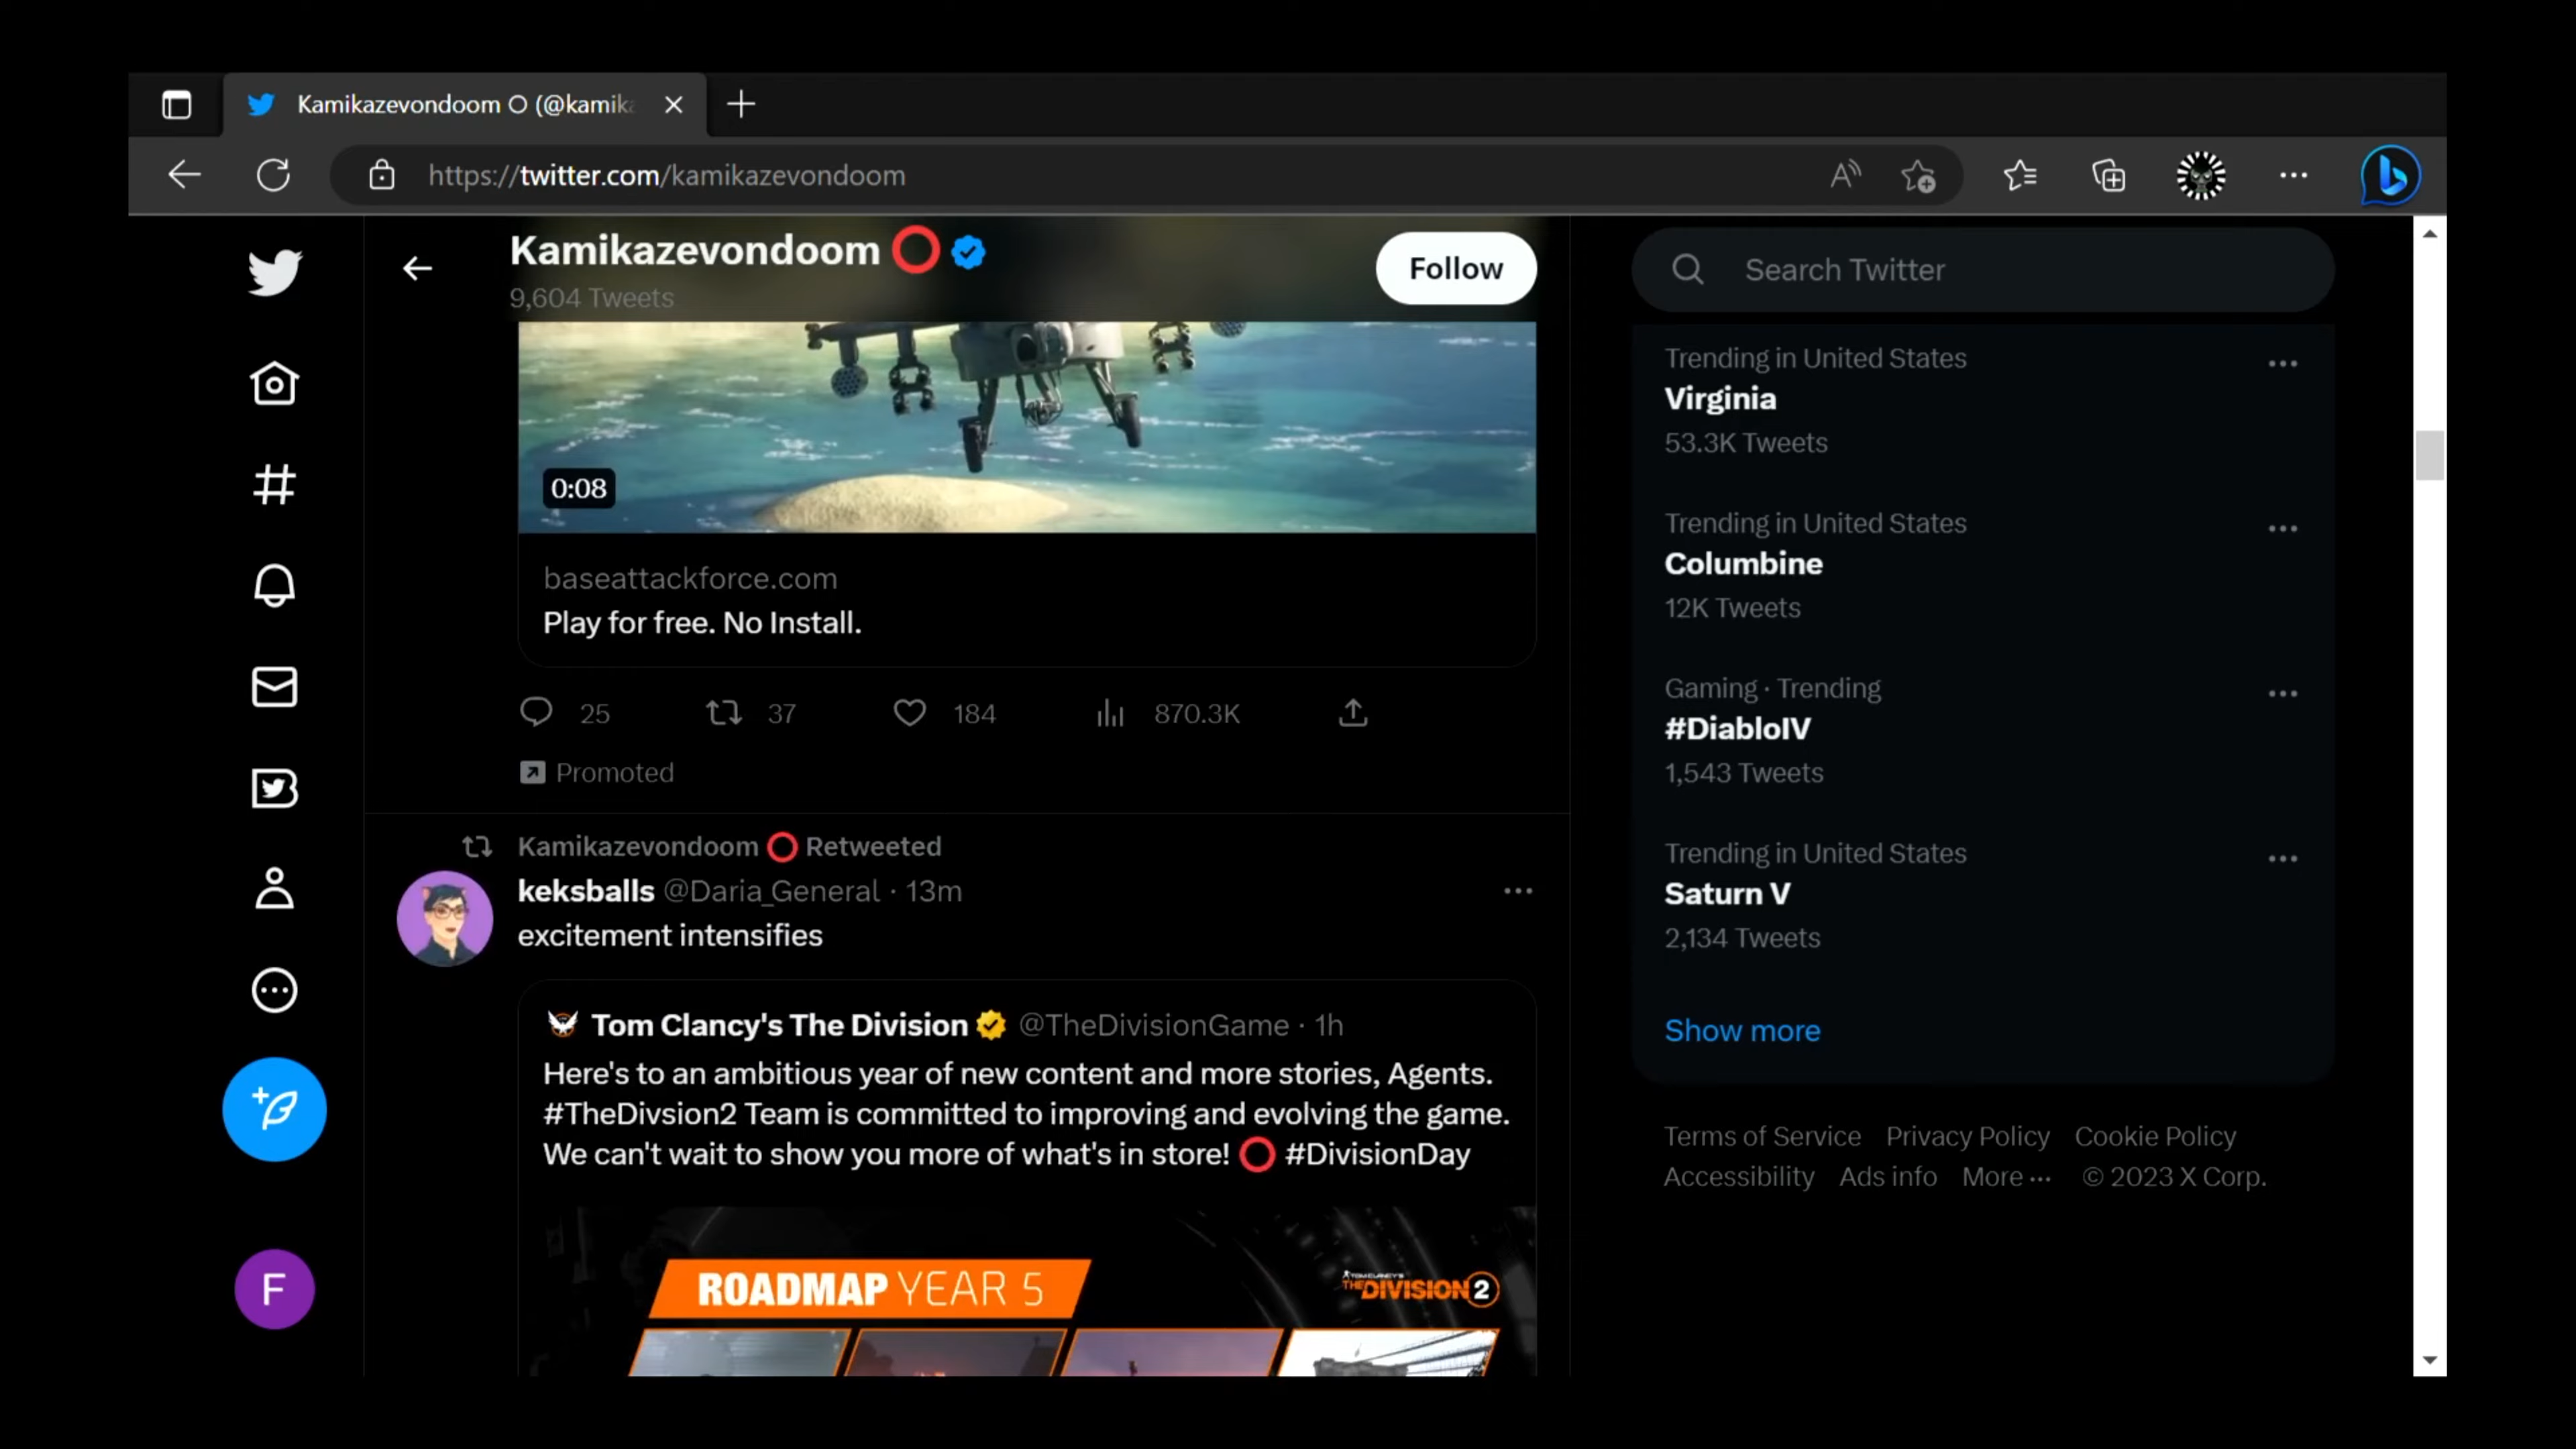 Kamikazevondoom ⭕ (@kamika
https://twitter.com/kamikazevondoom
Kamikazevondoom ⭕
9,604 Tweets
Follow
0:08
baseattackforce.com
Play for free. No Install.
25 37 184 870.3K
Promoted
Kamikazevondoom ⭕ Retweeted
keksballs @Daria_General · 13m
excitement intensifies
Tom Clancy's The Division @TheDivisionGame · 1h
Here's to an ambitious year of new content and more stories, Agents.
#TheDivsion2 Team is committed to improving and evolving the game.
We can't wait to show you more of what's in store! ⭕ #DivisionDay
ROADMAP YEAR 5
TOM CLANCY'S
THE DIVISION 2
F
Search Twitter
Trending in United States
Virginia
53.3K Tweets
Trending in United States
Columbine
12K Tweets
Gaming · Trending
#DiabloIV
1,543 Tweets
Trending in United States
Saturn V
2,134 Tweets
Show more
Terms of Service Privacy Policy Cookie Policy
Accessibility Ads info More ··· © 2023 X Corp.